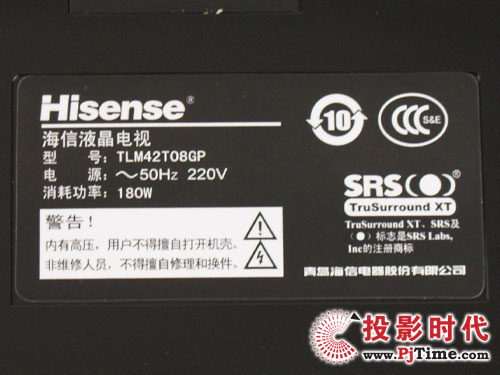 Hisense®
海信液晶电视
型 号：TLM42T08GP
电 源：～50Hz 220V
消耗功率：180W
警告！
内有高压，用户不得擅自打开机壳。
非维修人员，不得擅自修理和换件。
10
CCC S&E
SRS(●)®
TruSurround XT
TruSurround XT、SRS及
(●) 标志是SRS Labs,
Inc的注册商标
青岛海信电器股份有限公司
投影时代
www.PjTime.com